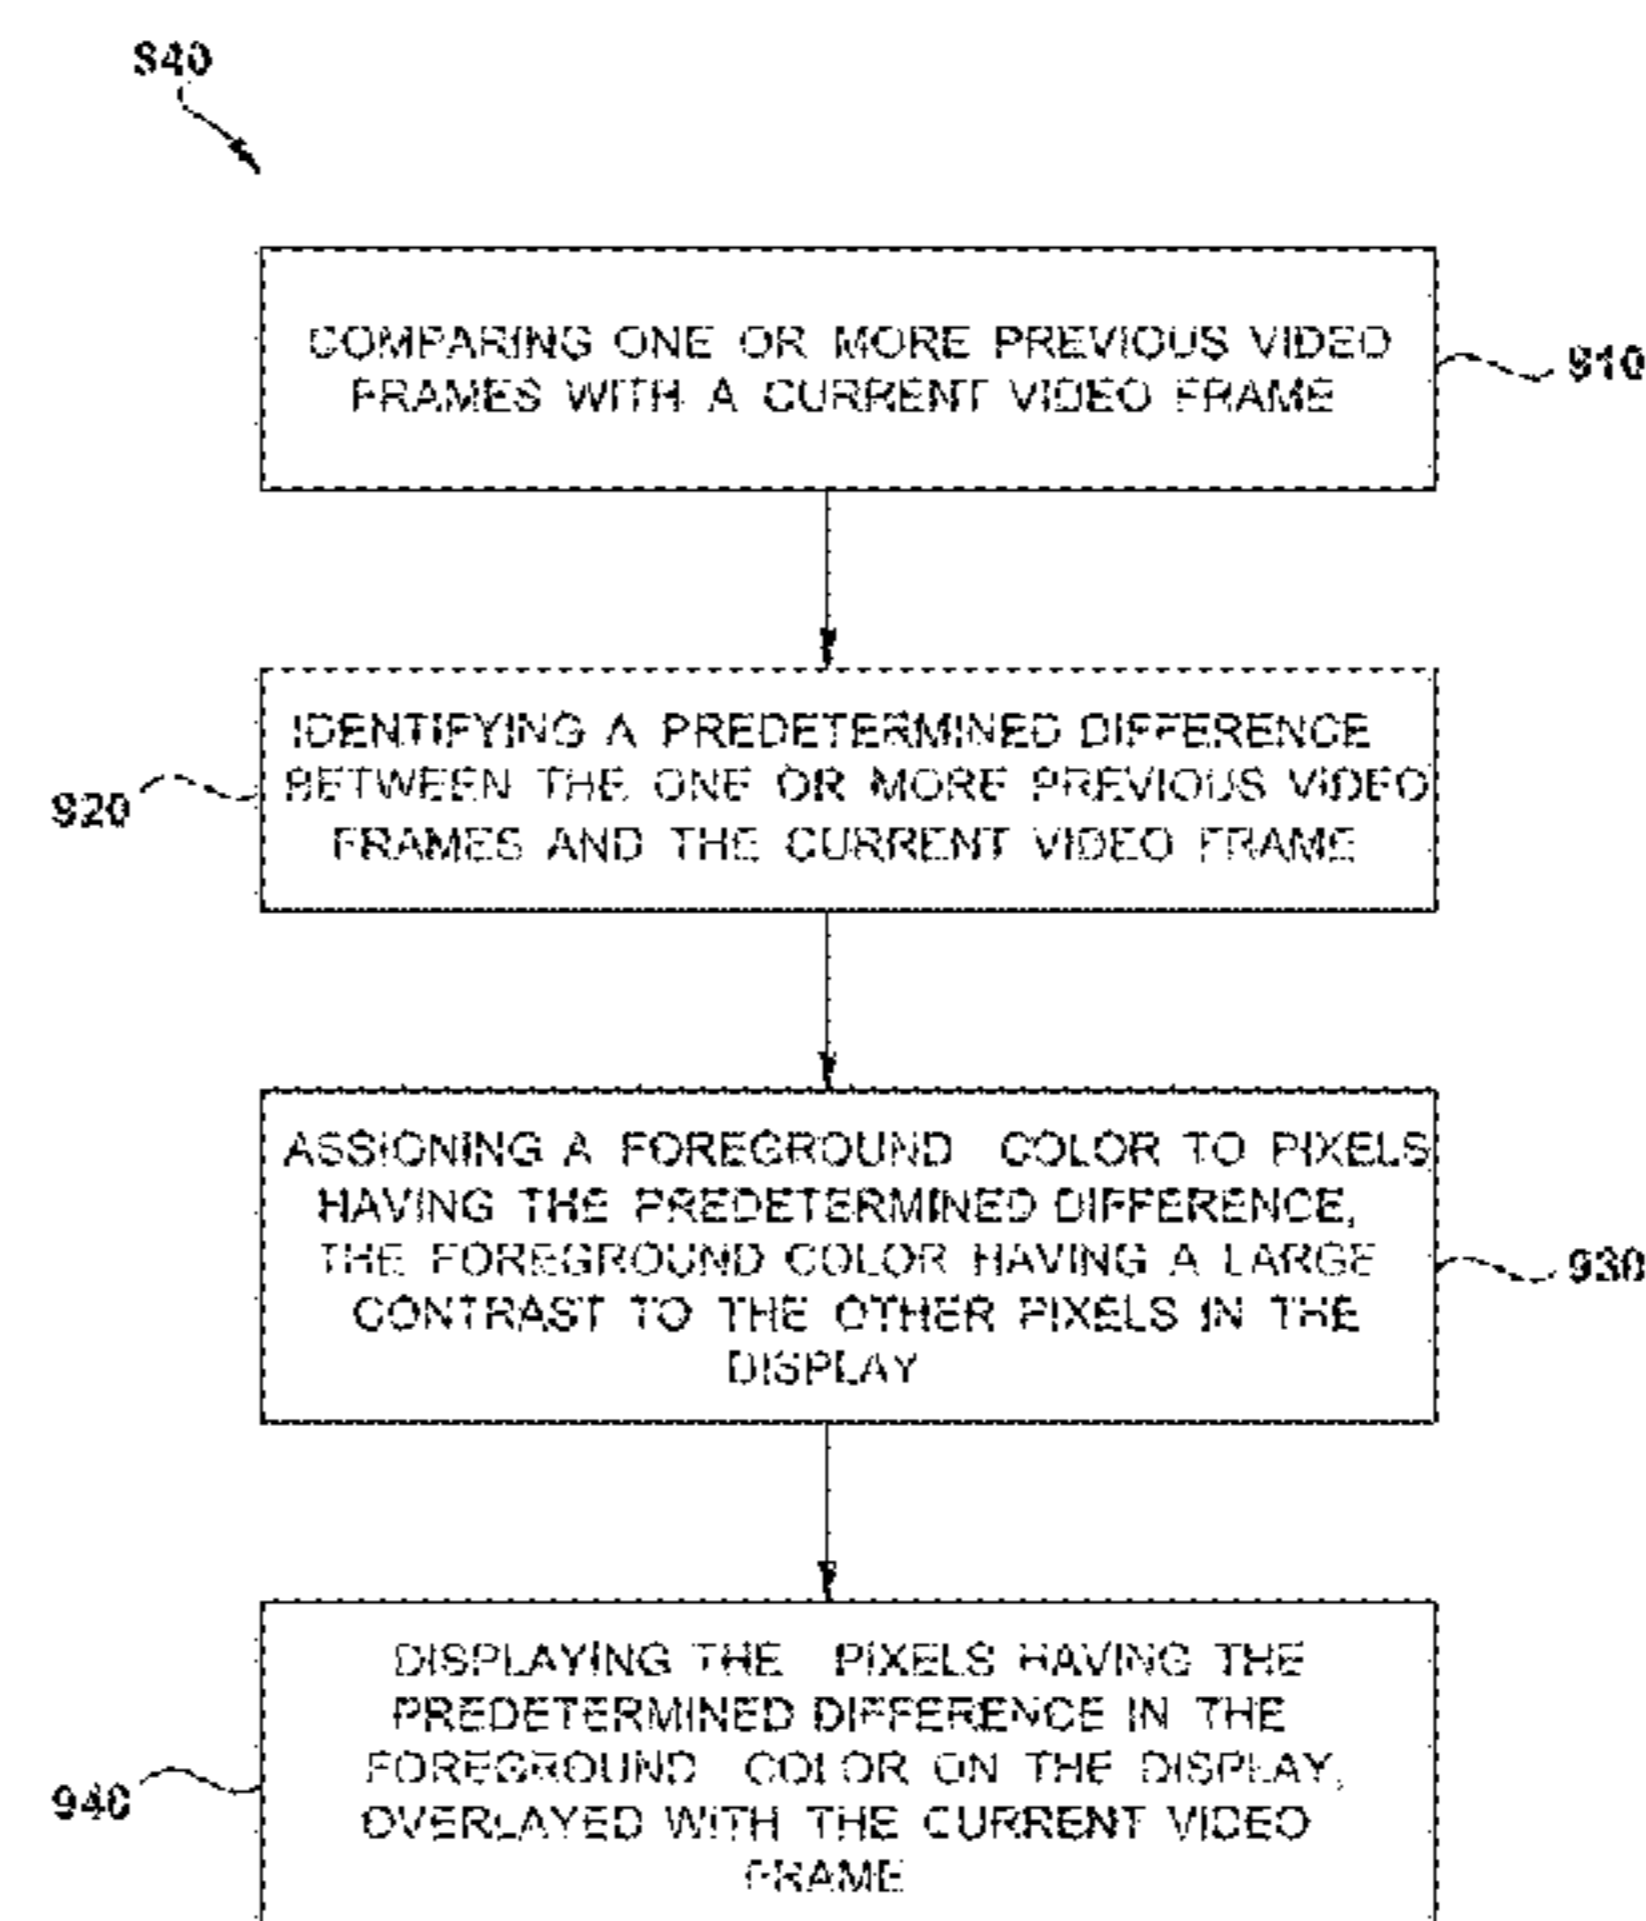 840
COMPARING ONE OR MORE PREVIOUS VIDEO
FRAMES WITH A CURRENT VIDEO FRAME
910
IDENTIFYING A PREDETERMINED DIFFERENCE
BETWEEN THE ONE OR MORE PREVIOUS VIDEO
FRAMES AND THE CURRENT VIDEO FRAME
920
ASSIGNING A FOREGROUND COLOR TO PIXELS
HAVING THE PREDETERMINED DIFFERENCE,
THE FOREGROUND COLOR HAVING A LARGE
CONTRAST TO THE OTHER PIXELS IN THE
DISPLAY
930
DISPLAYING THE PIXELS HAVING THE
PREDETERMINED DIFFERENCE IN THE
FOREGROUND COLOR ON THE DISPLAY,
OVERLAYED WITH THE CURRENT VIDEO
FRAME
940